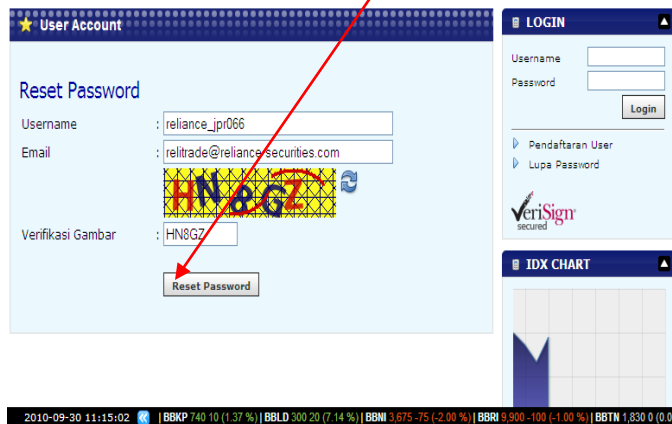 User Account
Reset Password
Username : reliance_jpr066
Email : relitrade@reliance-securities.com
HN8GZ
Verifikasi Gambar : HN8GZ
Reset Password
LOGIN
Username
Password
Login
Pendaftaran User
Lupa Password
VeriSign
secured
IDX CHART
2010-09-30 11:15:02 | BBKP 740 10 (1.37 %) | BBLD 300 20 (7.14 %) | BBNI 3,675 -75 (-2.00 %) | BBRI 9,900 -100 (-1.00 %) | BBTN 1,830 0 (0.0